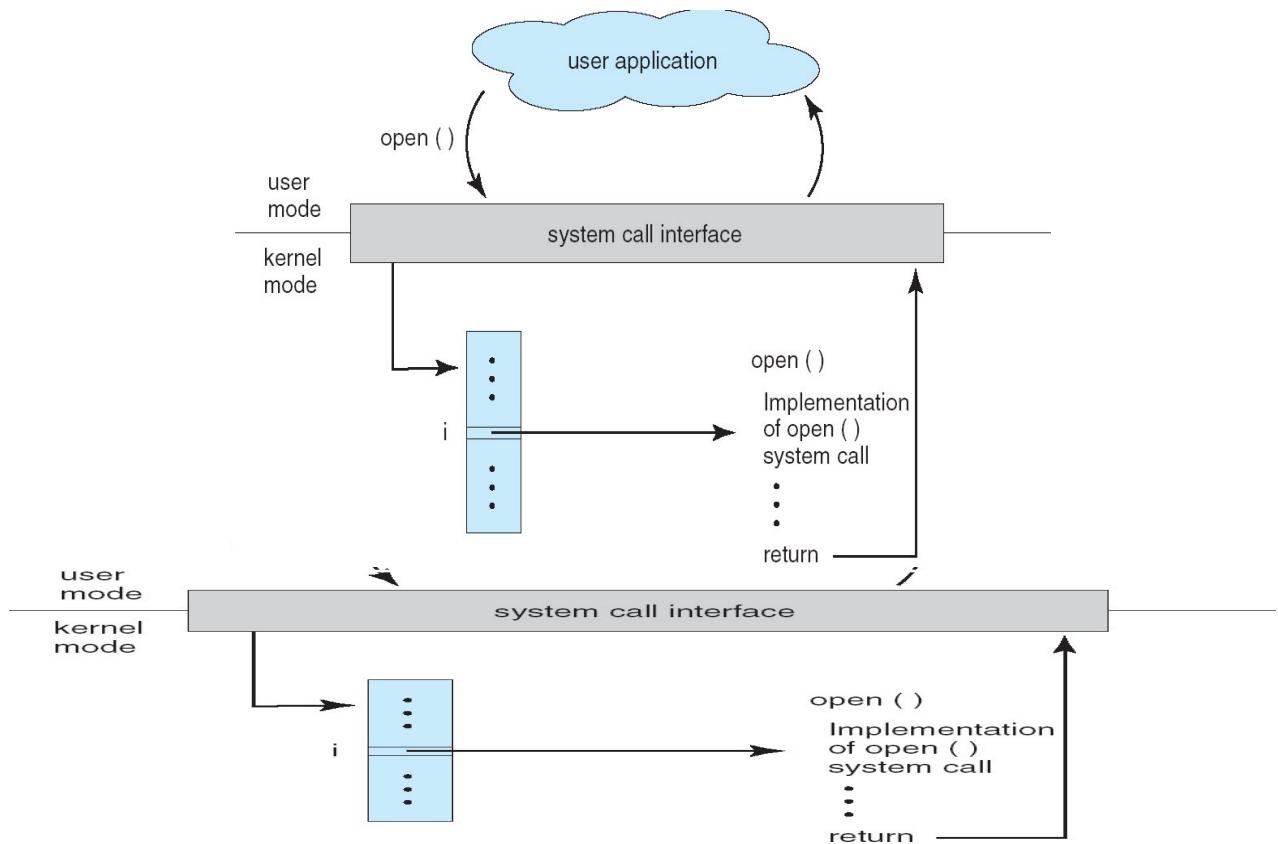 user application
open ( )
user
mode
system call interface
kernel
mode
open ( )
Implementation
of open ( )
system call
i
return
user
mode
system call interface
kernel
mode
open ( )
Implementation
of open ( )
system call
i
return